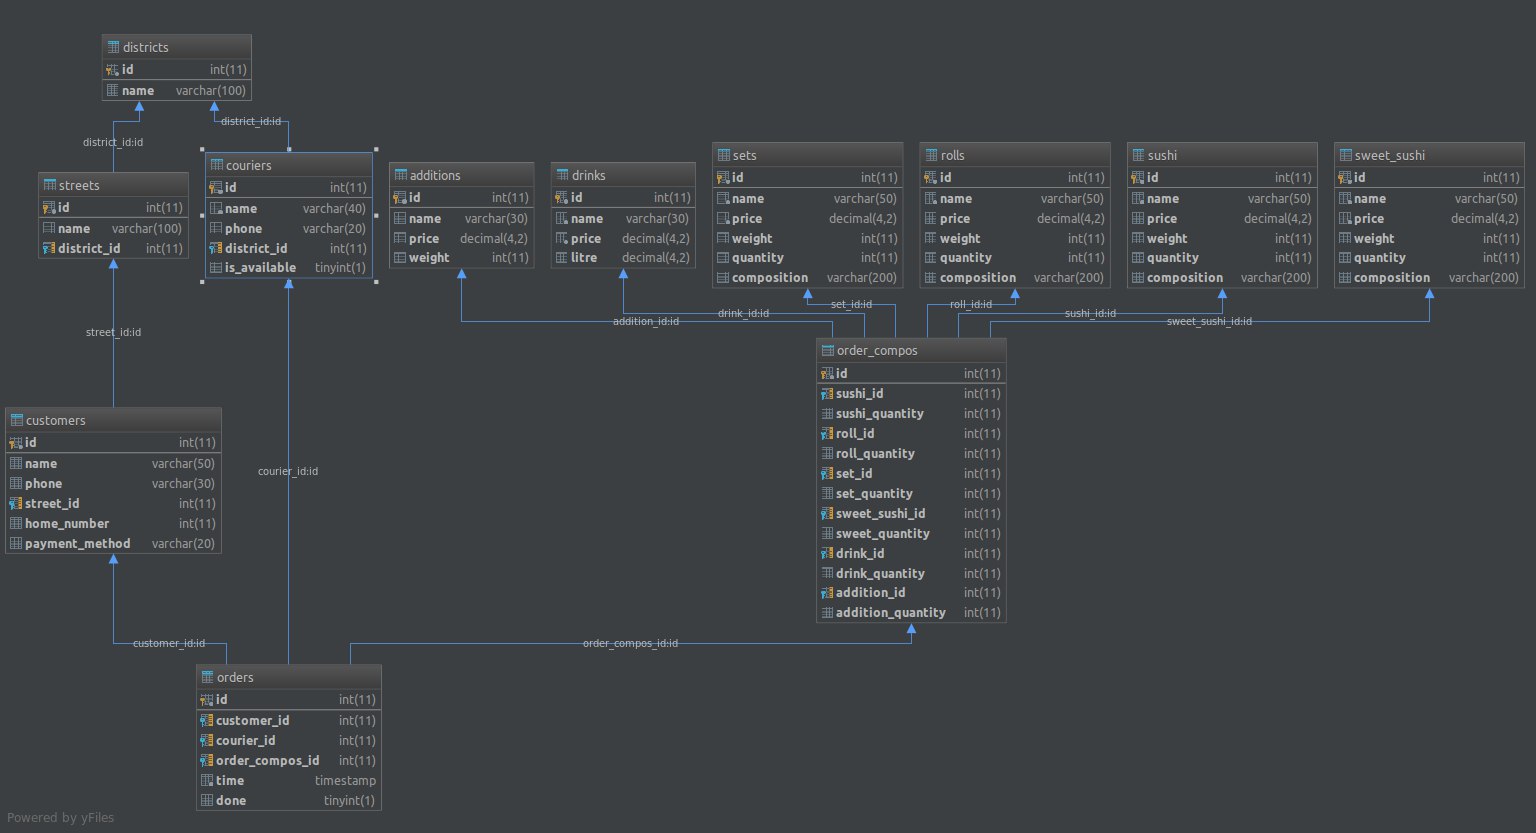 districts
id int(11)
name varchar(100)
district_id:id
district_id:id
streets
id int(11)
name varchar(100)
district_id int(11)
couriers
id int(11)
name varchar(40)
phone varchar(20)
district_id int(11)
is_available tinyint(1)
additions
id int(11)
name varchar(30)
price decimal(4,2)
weight int(11)
drinks
id int(11)
name varchar(30)
price decimal(4,2)
litre decimal(4,2)
sets
id int(11)
name varchar(50)
price decimal(4,2)
weight int(11)
quantity int(11)
composition varchar(200)
rolls
id int(11)
name varchar(50)
price decimal(4,2)
weight int(11)
quantity int(11)
composition varchar(200)
sushi
id int(11)
name varchar(50)
price decimal(4,2)
weight int(11)
quantity int(11)
composition varchar(200)
sweet_sushi
id int(11)
name varchar(50)
price decimal(4,2)
weight int(11)
quantity int(11)
composition varchar(200)
addition_id:id
drink_id:id
set_id:id
roll_id:id
sushi_id:id
sweet_sushi_id:id
street_id:id
order_compos
id int(11)
sushi_id int(11)
sushi_quantity int(11)
roll_id int(11)
roll_quantity int(11)
set_id int(11)
set_quantity int(11)
sweet_sushi_id int(11)
sweet_quantity int(11)
drink_id int(11)
drink_quantity int(11)
addition_id int(11)
addition_quantity int(11)
customers
id int(11)
name varchar(50)
phone varchar(30)
street_id int(11)
home_number int(11)
payment_method varchar(20)
courier_id:id
customer_id:id
order_compos_id:id
orders
id int(11)
customer_id int(11)
courier_id int(11)
order_compos_id int(11)
time timestamp
done tinyint(1)
Powered by yFiles